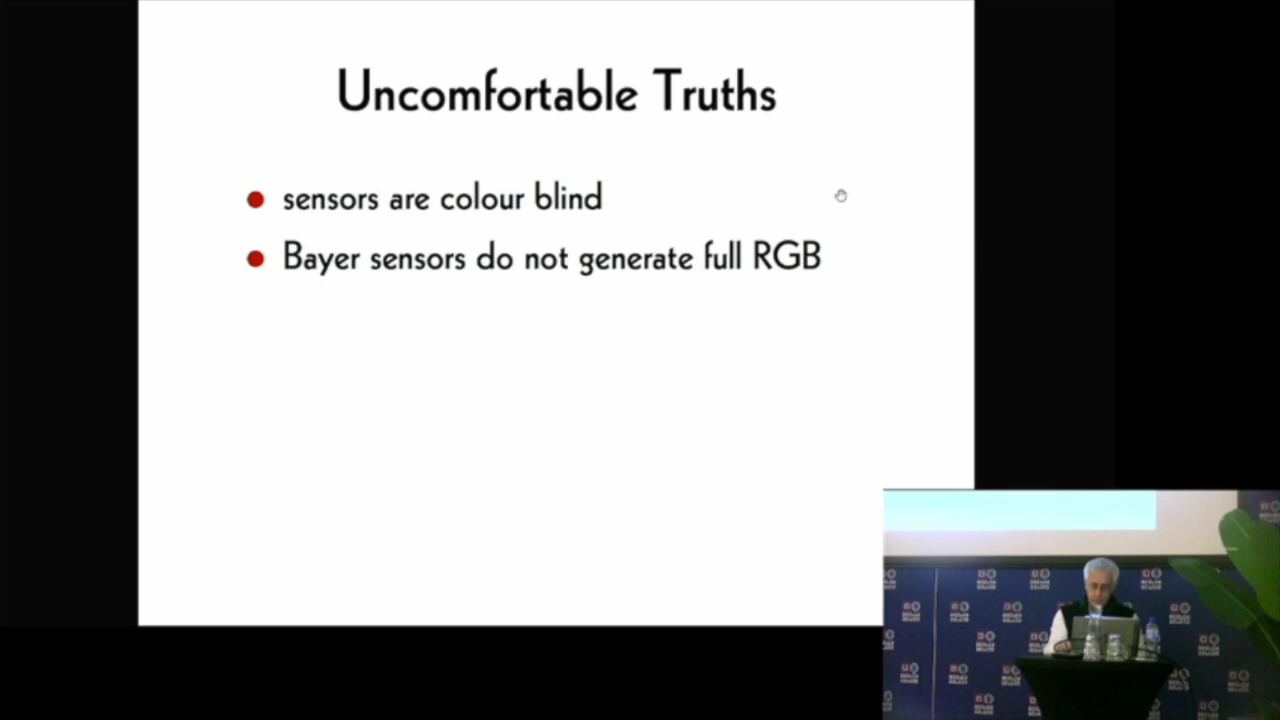 Uncomfortable Truths
sensors are colour blind
Bayer sensors do not generate full RGB